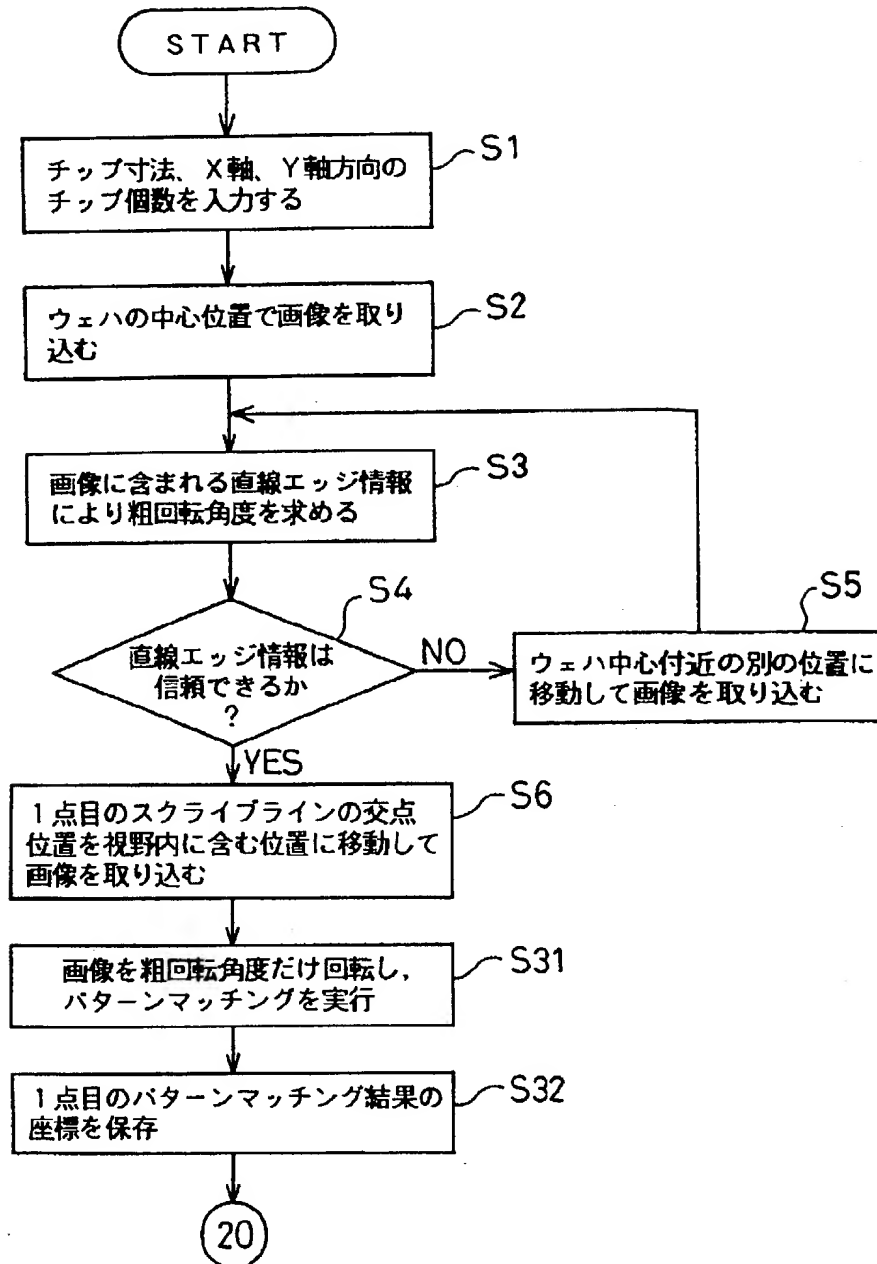 START
チップ寸法、X軸、Y軸方向の
チップ個数を入力する
S1
ウェハの中心位置で画像を取り
込む
S2
画像に含まれる直線エッジ情報
により粗回転角度を求める
S3
直線エッジ情報は
信頼できるか
?
S4
NO
ウェハ中心付近の別の位置に
移動して画像を取り込む
S5
YES
1点目のスクライブラインの交点
位置を視野内に含む位置に移動して
画像を取り込む
S6
画像を粗回転角度だけ回転し,
パターンマッチングを実行
S31
1点目のパターンマッチング結果の
座標を保存
S32
20